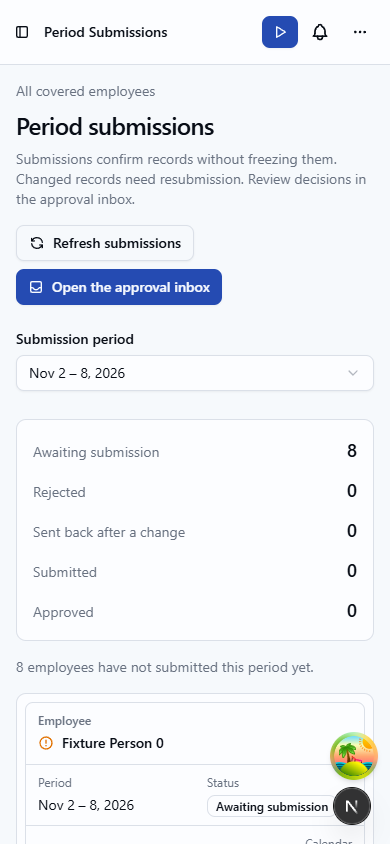 Period Submissions
All covered employees
Period submissions
Submissions confirm records without freezing them.
Changed records need resubmission. Review decisions in
the approval inbox.
Refresh submissions
Open the approval inbox
Submission period
Nov 2 – 8, 2026
Awaiting submission 8
Rejected 0
Sent back after a change 0
Submitted 0
Approved 0
8 employees have not submitted this period yet.
Employee
Fixture Person 0
Period Status
Nov 2 – 8, 2026 Awaiting submission
N
Calendar